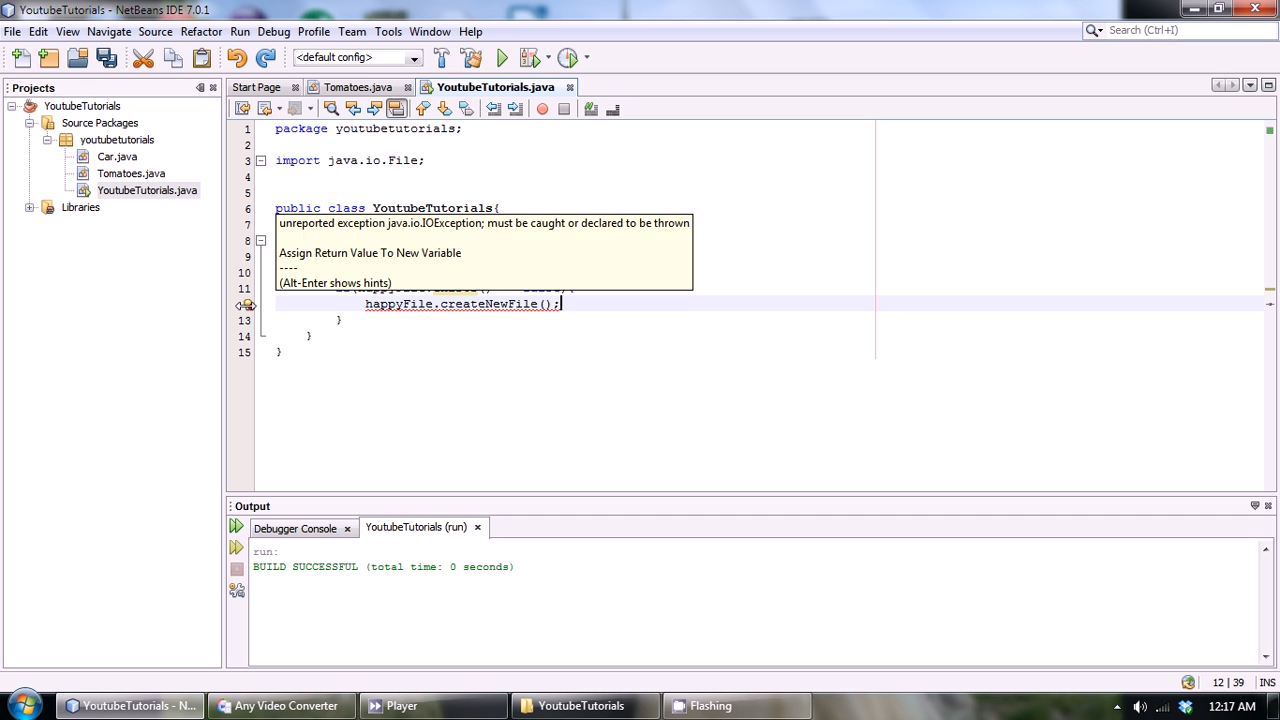 YoutubeTutorials - NetBeans IDE 7.0.1
File Edit View Navigate Source Refactor Run Debug Profile Team Tools Window Help
Search (Ctrl+I)
<default config>
Projects
Start Page Tomatoes.java YoutubeTutorials.java
YoutubeTutorials
Source Packages
youtubetutorials
Car.java
Tomatoes.java
YoutubeTutorials.java
Libraries
1 package youtubetutorials;
2
3 import java.io.File;
4
5
6 public class YoutubeTutorials{
7
unreported exception java.io.IOException; must be caught or declared to be thrown
8
9
Assign Return Value To New Variable
10
----
(Alt-Enter shows hints)
11
happyFile.createNewFile();
13 }
14 }
15 }
Output
Debugger Console YoutubeTutorials (run)
run:
BUILD SUCCESSFUL (total time: 0 seconds)
12 | 39 INS
YoutubeTutorials - N... Any Video Converter Player YoutubeTutorials Flashing 12:17 AM